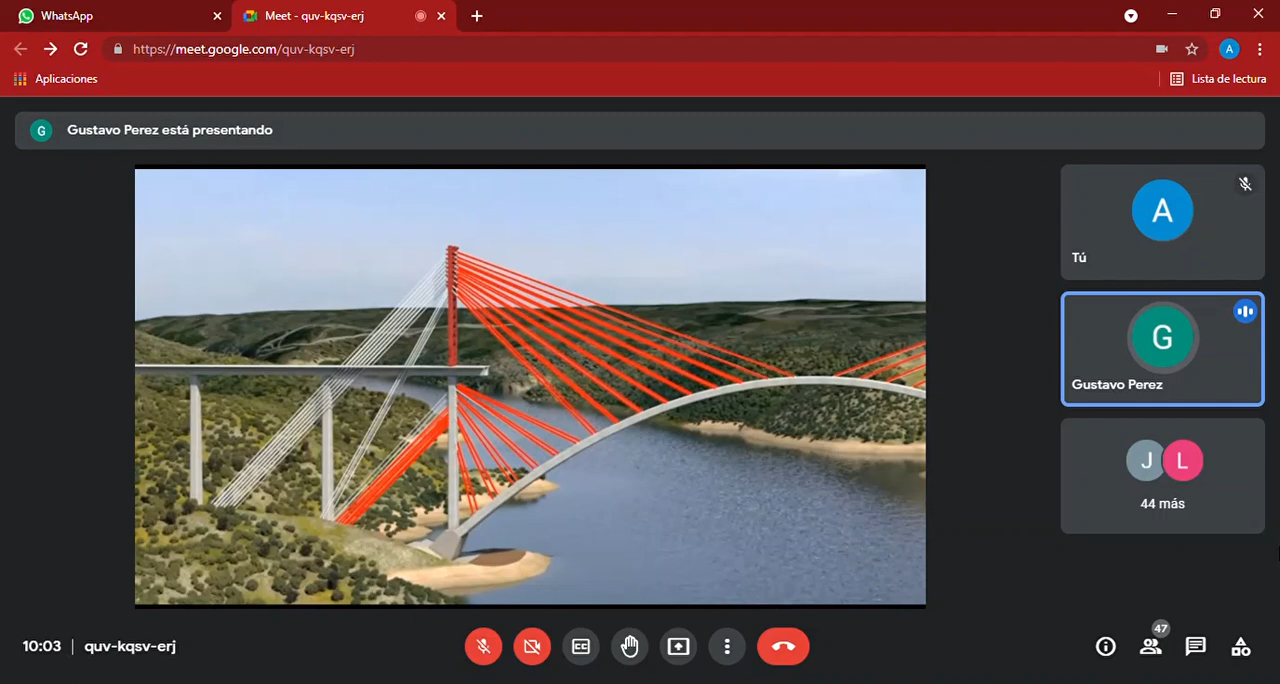 WhatsApp
Meet - quv-kqsv-erj
https://meet.google.com/quv-kqsv-erj
A
Aplicaciones
Lista de lectura
G
Gustavo Perez está presentando
A
Tú
G
Gustavo Perez
J L
44 más
10:03 | quv-kqsv-erj
CC
47